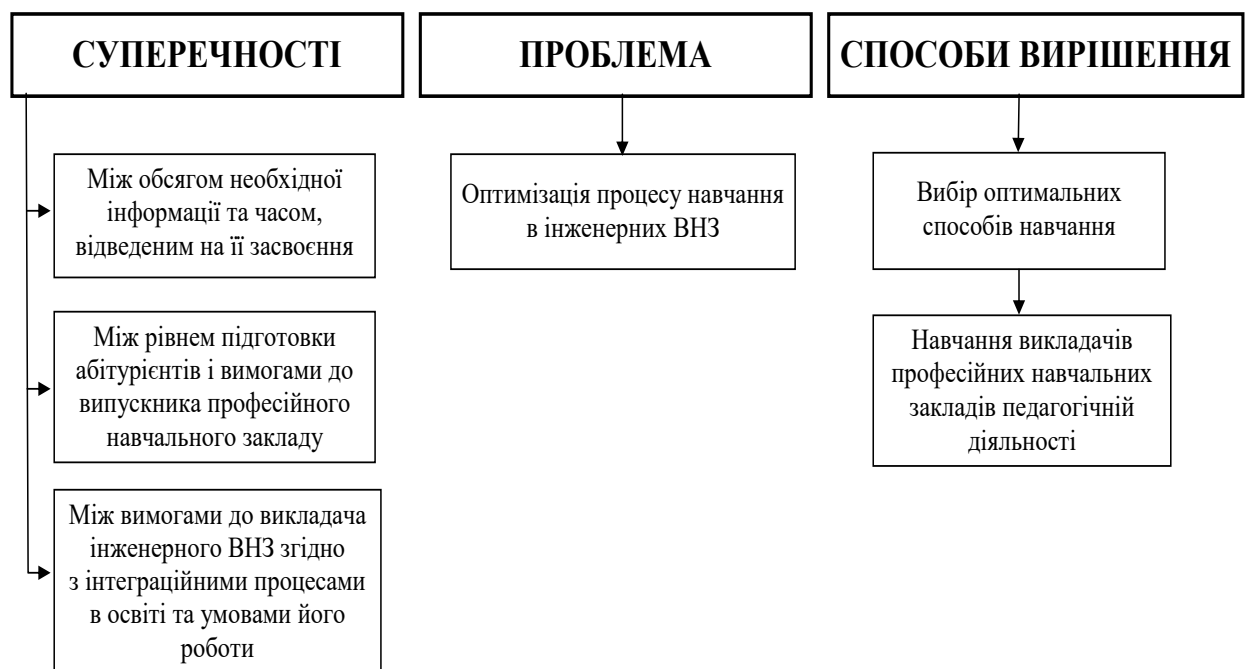 СУПЕРЕЧНОСТІ
Між обсягом необхідної
інформації та часом,
відведеним на її засвоєння
Між рівнем підготовки
абітурієнтів і вимогами до
випускника професійного
навчального закладу
Між вимогами до викладача
інженерного ВНЗ згідно
з інтеграційними процесами
в освіті та умовами його
роботи
ПРОБЛЕМА
Оптимізація процесу навчання
в інженерних ВНЗ
СПОСОБИ ВИРІШЕННЯ
Вибір оптимальних
способів навчання
Навчання викладачів
професійних навчальних
закладів педагогічній
діяльності